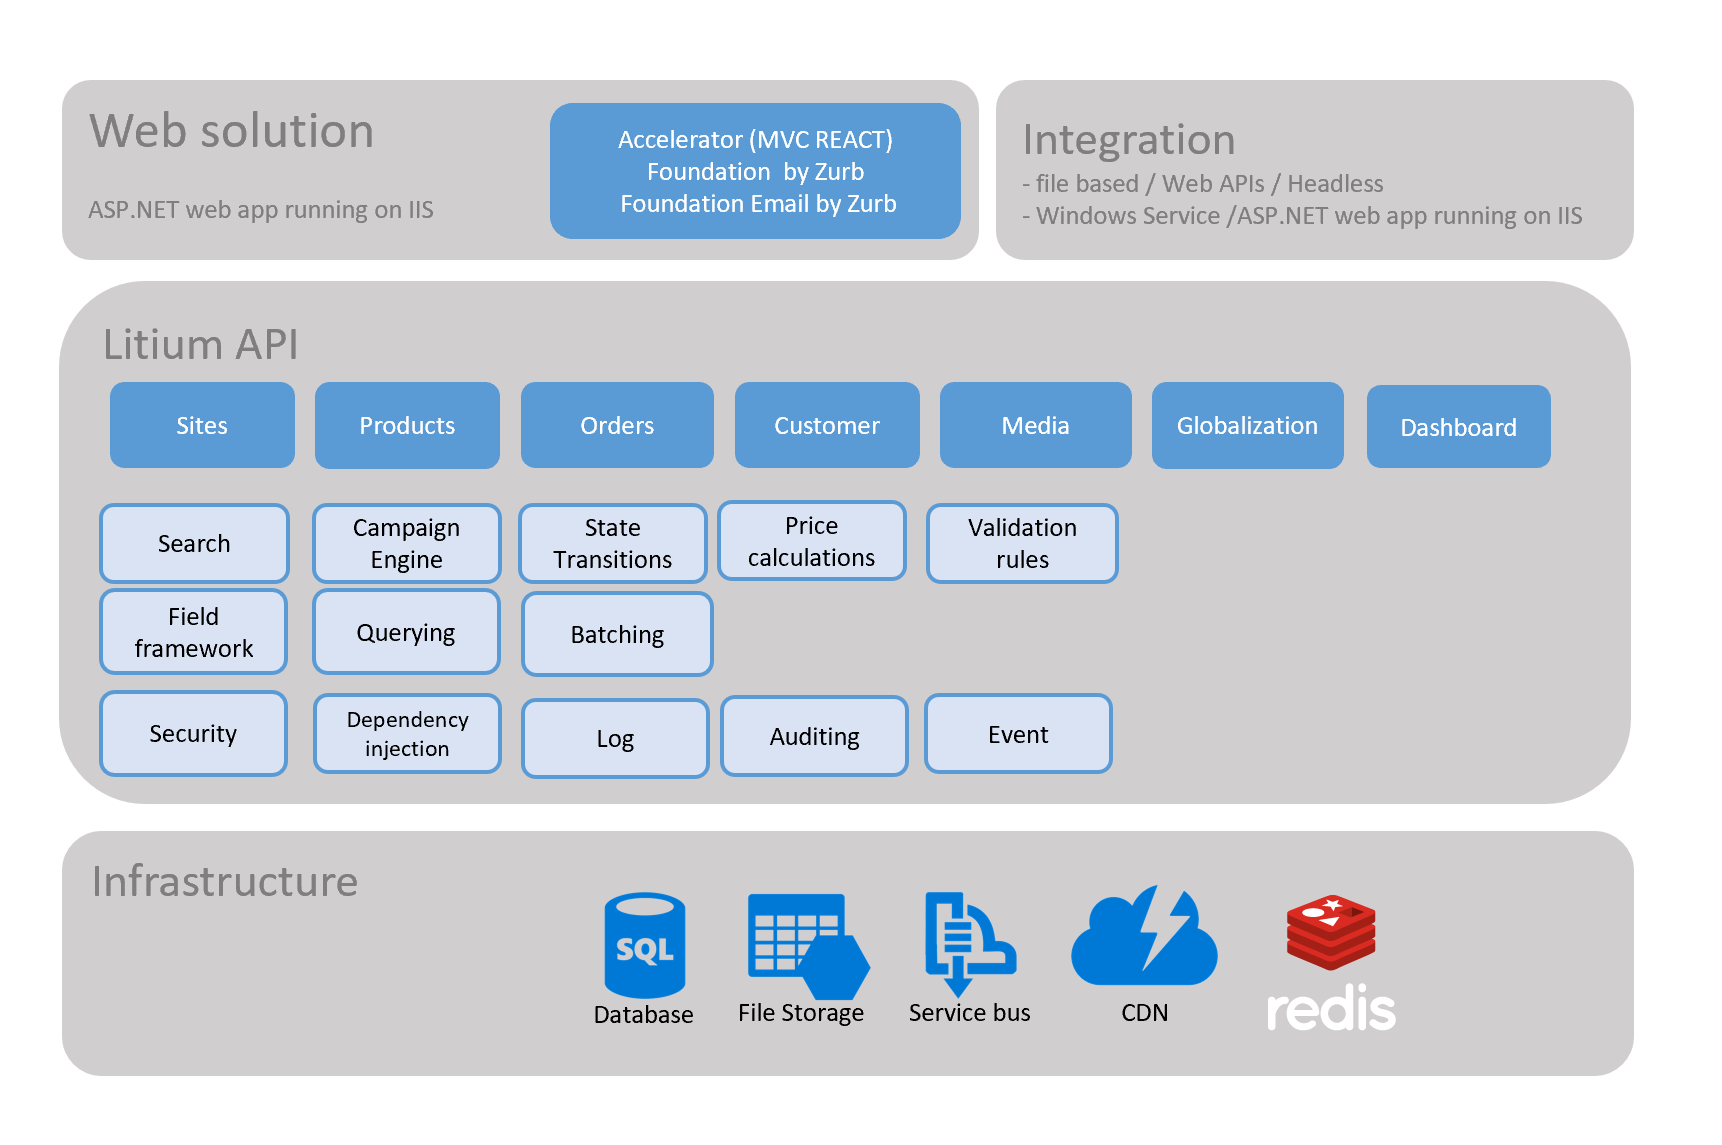 Web solution
ASP.NET web app running on IIS
Accelerator (MVC REACT)
Foundation by Zurb
Foundation Email by Zurb
Integration
- file based / Web APIs / Headless
- Windows Service /ASP.NET web app running on IIS
Litium API
Sites
Products
Orders
Customer
Media
Globalization
Dashboard
Search
Campaign
Engine
State
Transitions
Price
calculations
Validation
rules
Field
framework
Querying
Batching
Security
Dependency
injection
Log
Auditing
Event
Infrastructure
SQL
Database
File Storage
Service bus
CDN
redis